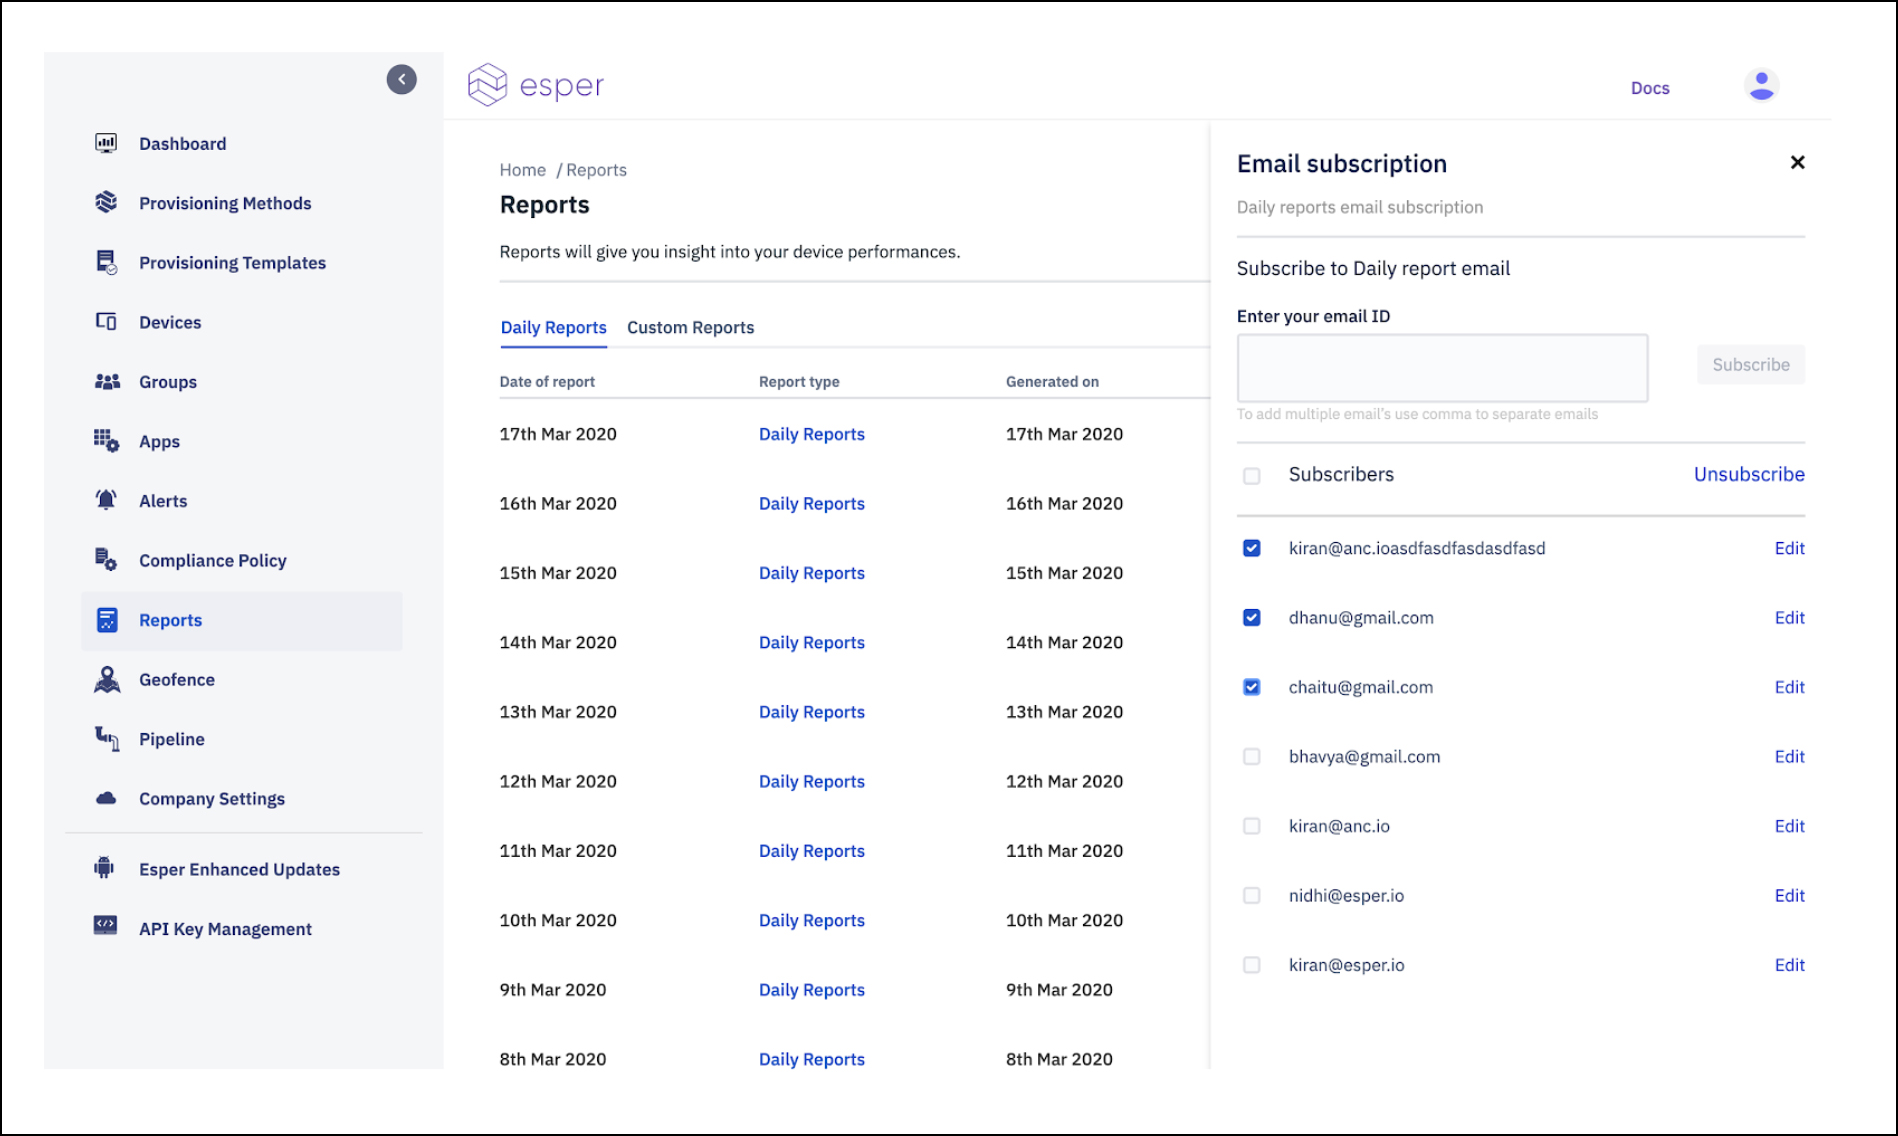 Dashboard
Provisioning Methods
Provisioning Templates
Devices
Groups
Apps
Alerts
Compliance Policy
Reports
Geofence
Pipeline
Company Settings
Esper Enhanced Updates
API Key Management
esper
Docs
Home / Reports
Reports
Reports will give you insight into your device performances.
Daily Reports Custom Reports
Date of report Report type Generated on
17th Mar 2020 Daily Reports 17th Mar 2020
16th Mar 2020 Daily Reports 16th Mar 2020
15th Mar 2020 Daily Reports 15th Mar 2020
14th Mar 2020 Daily Reports 14th Mar 2020
13th Mar 2020 Daily Reports 13th Mar 2020
12th Mar 2020 Daily Reports 12th Mar 2020
11th Mar 2020 Daily Reports 11th Mar 2020
10th Mar 2020 Daily Reports 10th Mar 2020
9th Mar 2020 Daily Reports 9th Mar 2020
8th Mar 2020 Daily Reports 8th Mar 2020
Email subscription
Daily reports email subscription
Subscribe to Daily report email
Enter your email ID
Subscribe
To add multiple email's use comma to separate emails
Subscribers Unsubscribe
kiran@anc.ioasdfasdfasdasdfasd Edit
dhanu@gmail.com Edit
chaitu@gmail.com Edit
bhavya@gmail.com Edit
kiran@anc.io Edit
nidhi@esper.io Edit
kiran@esper.io Edit